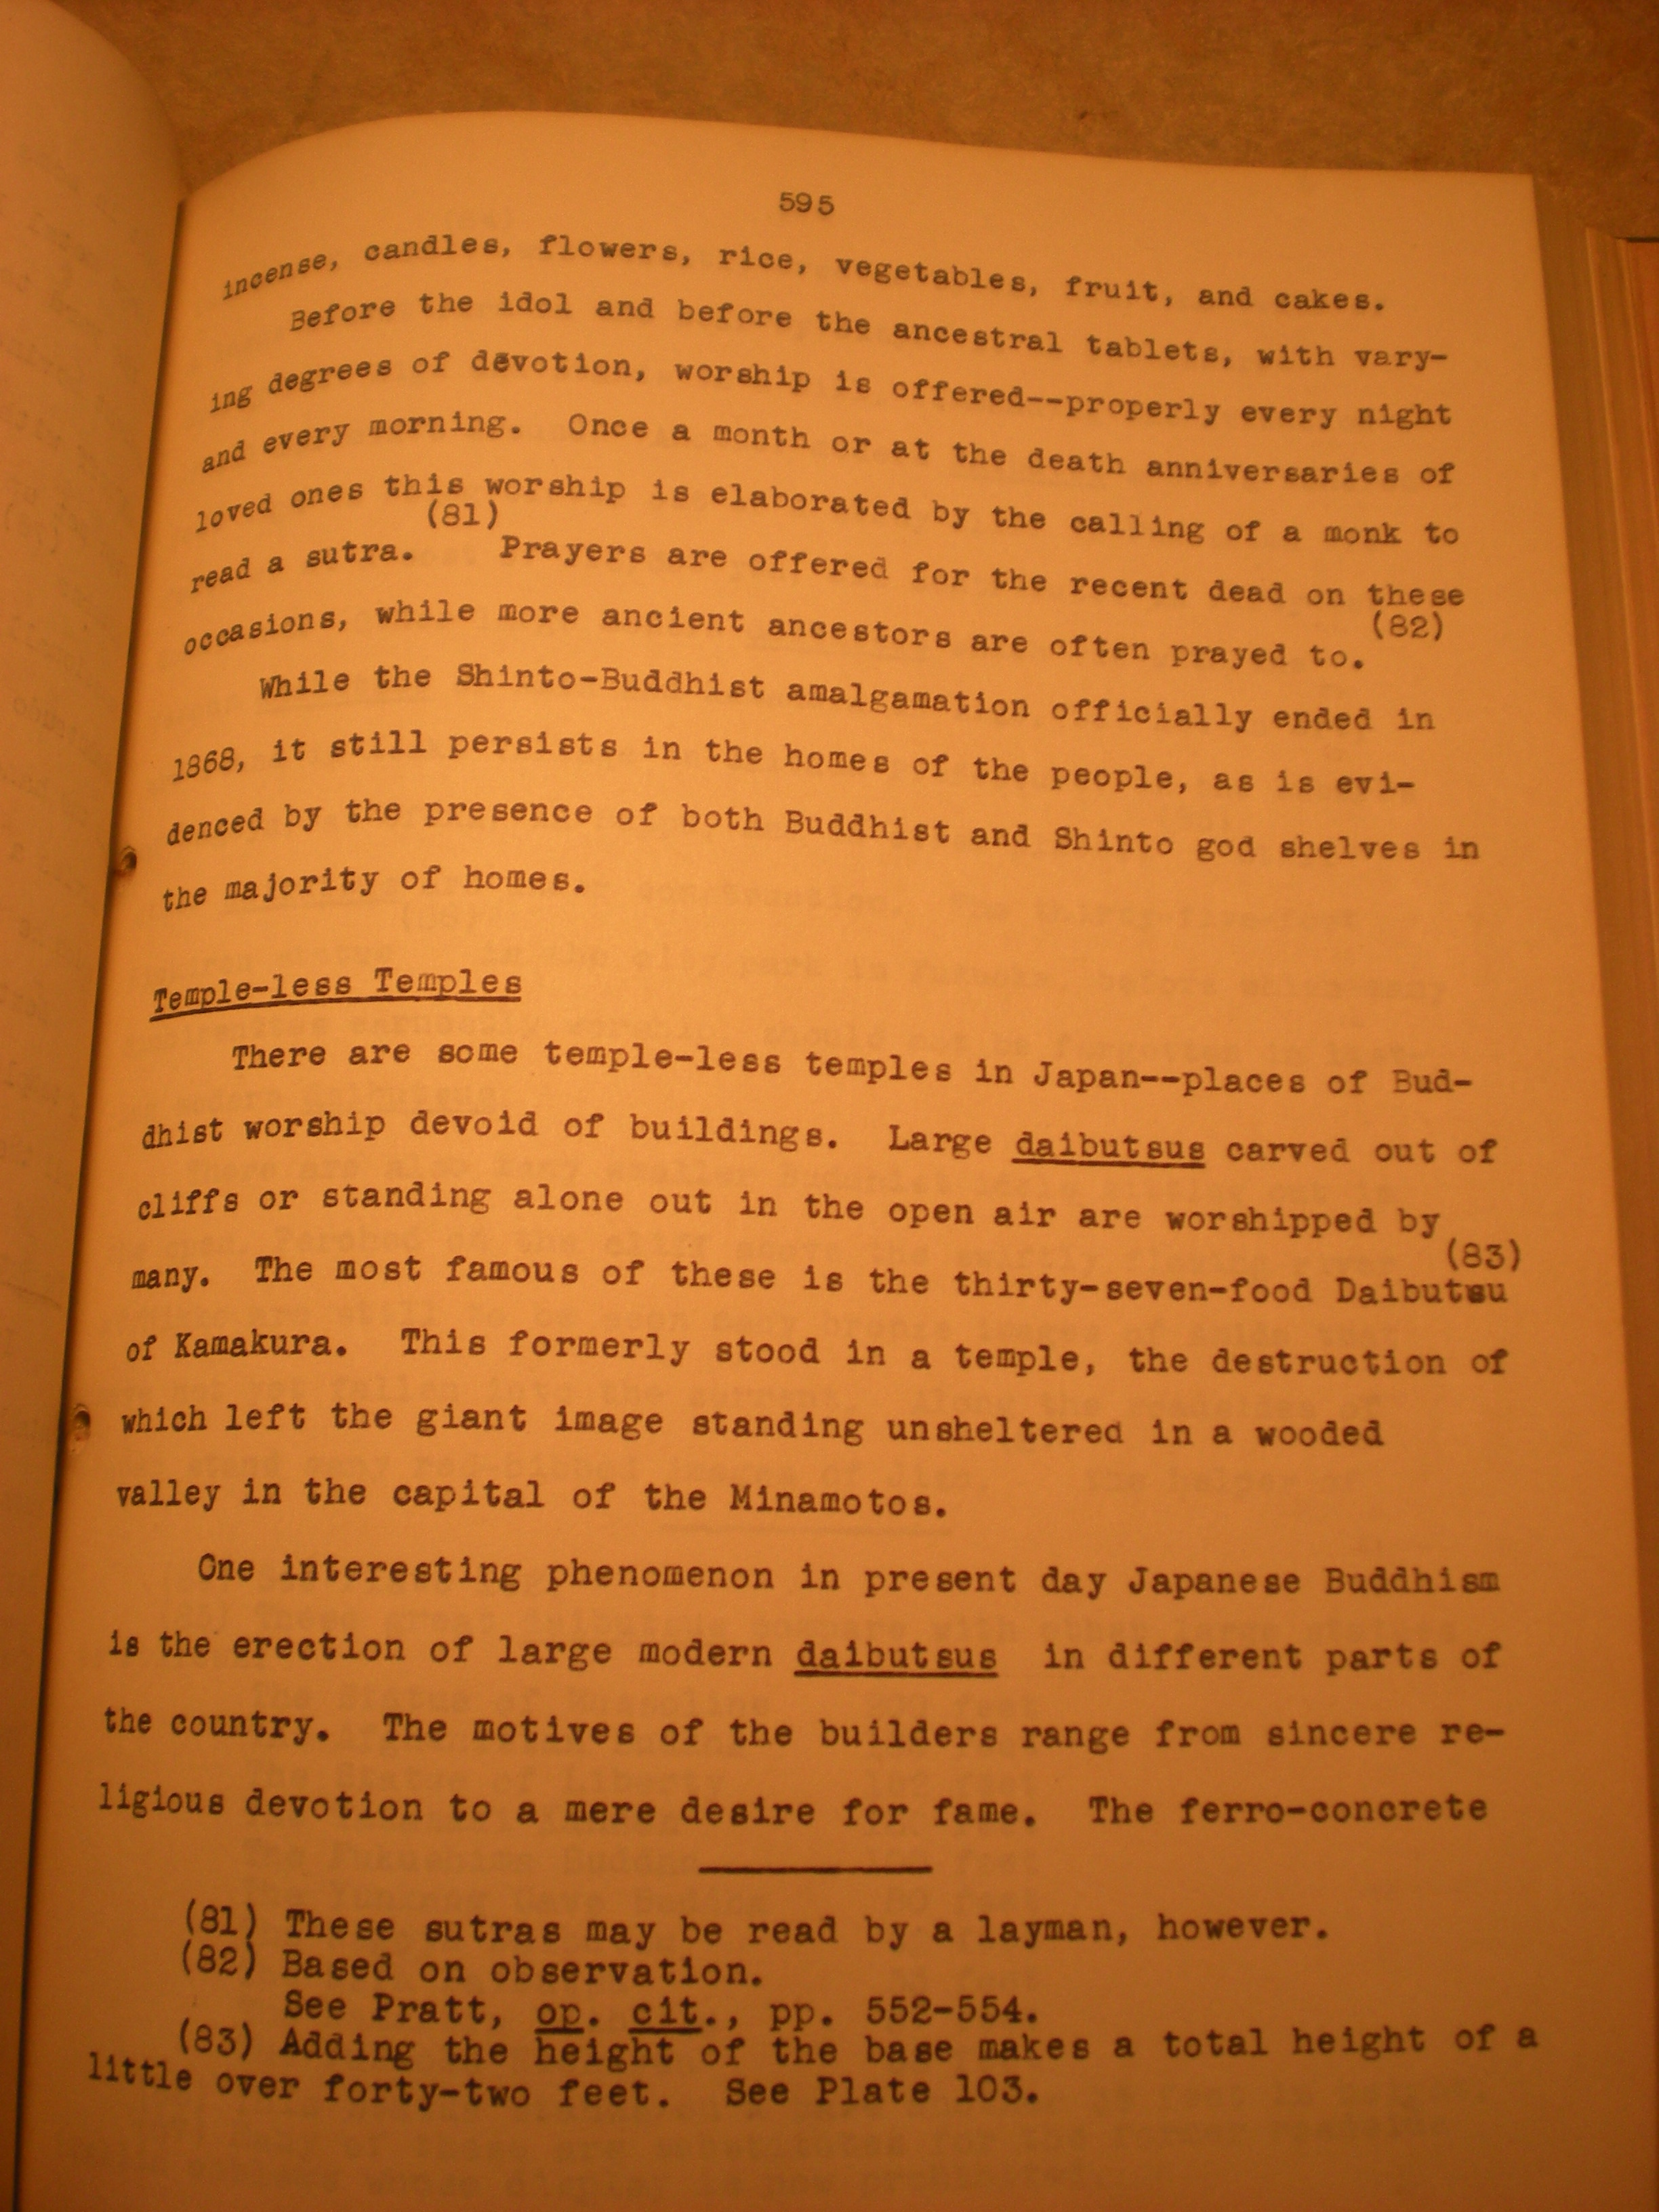 595
incense, candles, flowers, rice, vegetables, fruit, and cakes.
Before the idol and before the ancestral tablets, with vary-
ing degrees of devotion, worship is offered--properly every night
and every morning. Once a month or at the death anniversaries of
loved ones this worship is elaborated by the calling of a monk to
(81)
read a sutra. Prayers are offered for the recent dead on these
(82)
occasions, while more ancient ancestors are often prayed to.
While the Shinto-Buddhist amalgamation officially ended in
1868, it still persists in the homes of the people, as is evi-
denced by the presence of both Buddhist and Shinto god shelves in
the majority of homes.
Temple-less Temples
There are some temple-less temples in Japan--places of Bud-
dhist worship devoid of buildings. Large daibutsus carved out of
cliffs or standing alone out in the open air are worshipped by
(83)
many. The most famous of these is the thirty-seven-food Daibutsu
of Kamakura. This formerly stood in a temple, the destruction of
which left the giant image standing unsheltered in a wooded
valley in the capital of the Minamotos.
One interesting phenomenon in present day Japanese Buddhism
is the erection of large modern daibutsus in different parts of
the country. The motives of the builders range from sincere re-
ligious devotion to a mere desire for fame. The ferro-concrete
(81) These sutras may be read by a layman, however.
(82) Based on observation.
See Pratt, op. cit., pp. 552-554.
(83) Adding the height of the base makes a total height of a
little over forty-two feet. See Plate 103.